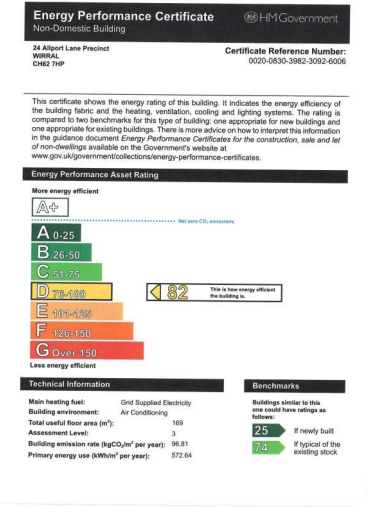 Energy Performance Certificate
HM Government
Non-Domestic Building
24 Allport Lane Precinct
WIRRAL
CH62 7HP
Certificate Reference Number:
0020-0830-3982-3092-6006
This certificate shows the energy rating of this building. It indicates the energy efficiency of
the building fabric and the heating, ventilation, cooling and lighting systems. The rating is
compared to two benchmarks for this type of building: one appropriate for new buildings and
one appropriate for existing buildings. There is more advice on how to interpret this information
in the guidance document Energy Performance Certificates for the construction, sale and let
of non-dwellings available on the Government's website at
www.gov.uk/government/collections/energy-performance-certificates.
Energy Performance Asset Rating
More energy efficient
A+
Net zero CO₂ emissions
A 0-25
B 26-50
C 51-75
D 76-100
82
This is how energy efficient
the building is.
E 101-125
F 126-150
G Over 150
Less energy efficient
Technical Information
Main heating fuel: Grid Supplied Electricity
Building environment: Air Conditioning
Total useful floor area (m²): 169
Assessment Level: 3
Building emission rate (kgCO₂/m² per year): 96.81
Primary energy use (kWh/m² per year): 572.64
Benchmarks
Buildings similar to this
one could have ratings as
follows:
25 If newly built
74 If typical of the
existing stock